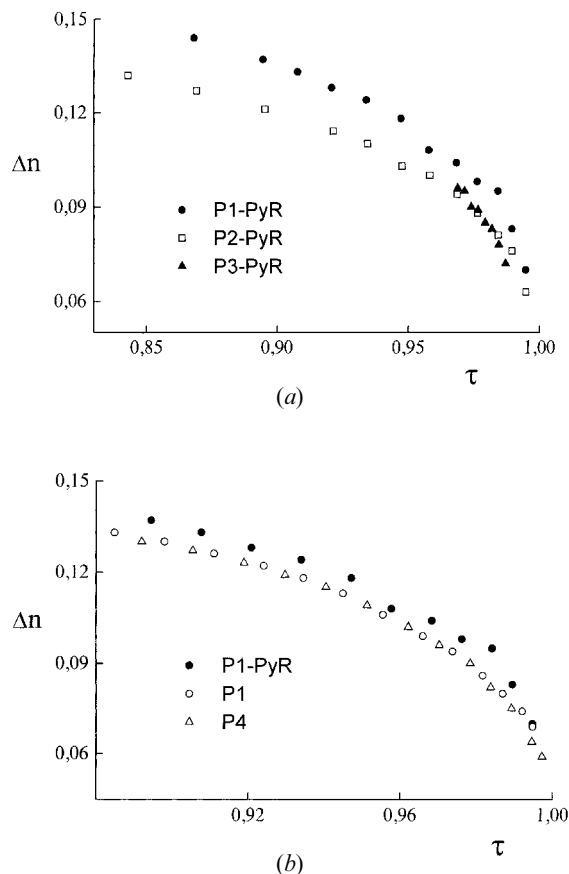 0,15
0,12
Δn
0,09
0,06
P1-PyR
P2-PyR
P3-PyR
0,85 0,90 0,95 1,00
τ
(a)
0,15
0,12
Δn
0,09
0,06
P1-PyR
P1
P4
0,92 0,96 1,00
τ
(b)